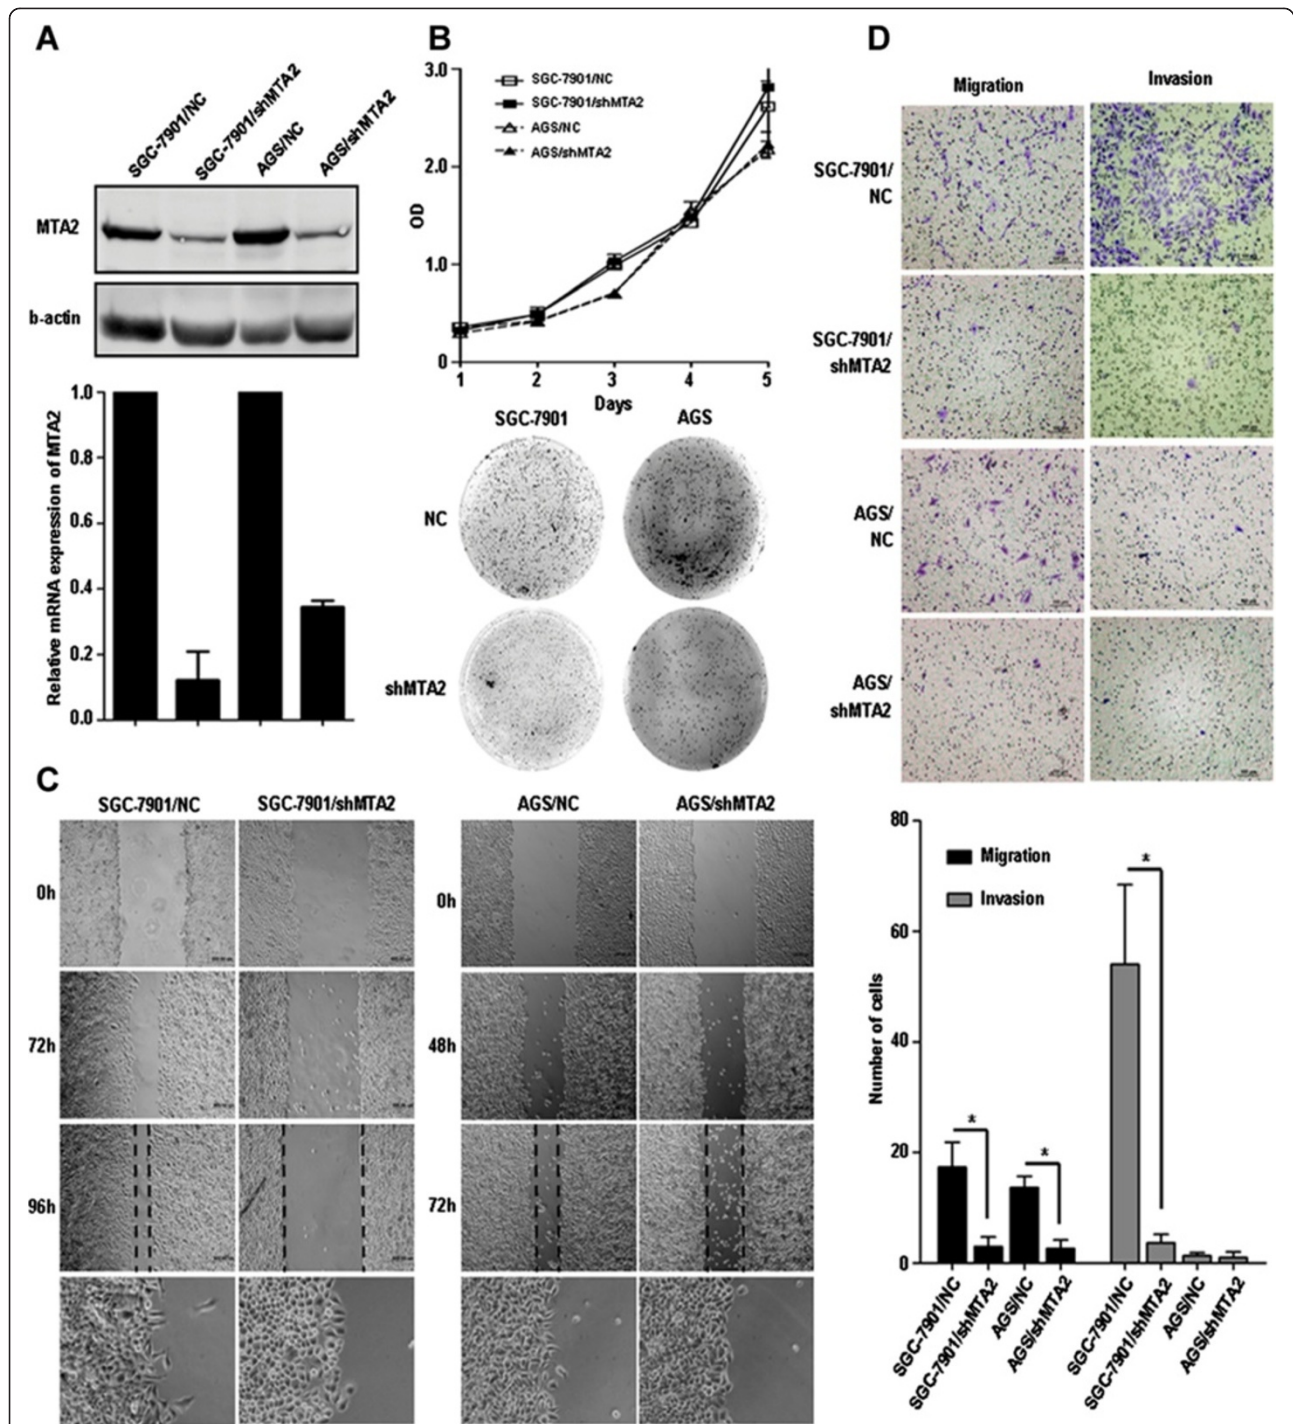 A
SGC-7901/NC
SGC-7901/shMTA2
AGS/NC
AGS/shMTA2
MTA2
b-actin
Relative mRNA expression of MTA2
1.0
0.8
0.6
0.4
0.2
0.0
B
SGC-7901/NC
SGC-7901/shMTA2
AGS/NC
AGS/shMTA2
OD
3.0
2.0
1.0
0
1 2 3 4 5
Days
SGC-7901 AGS
NC
shMTA2
C
SGC-7901/NC SGC-7901/shMTA2 AGS/NC AGS/shMTA2
0h
72h
96h
0h
48h
72h
D
Migration Invasion
SGC-7901/
NC
SGC-7901/
shMTA2
AGS/
NC
AGS/
shMTA2
Number of cells
80
60
40
20
0
Migration
Invasion
*
*
*
SGC-7901/NC
SGC-7901/shMTA2
AGS/NC
AGS/shMTA2
SGC-7901/NC
SGC-7901/shMTA2
AGS/NC
AGS/shMTA2